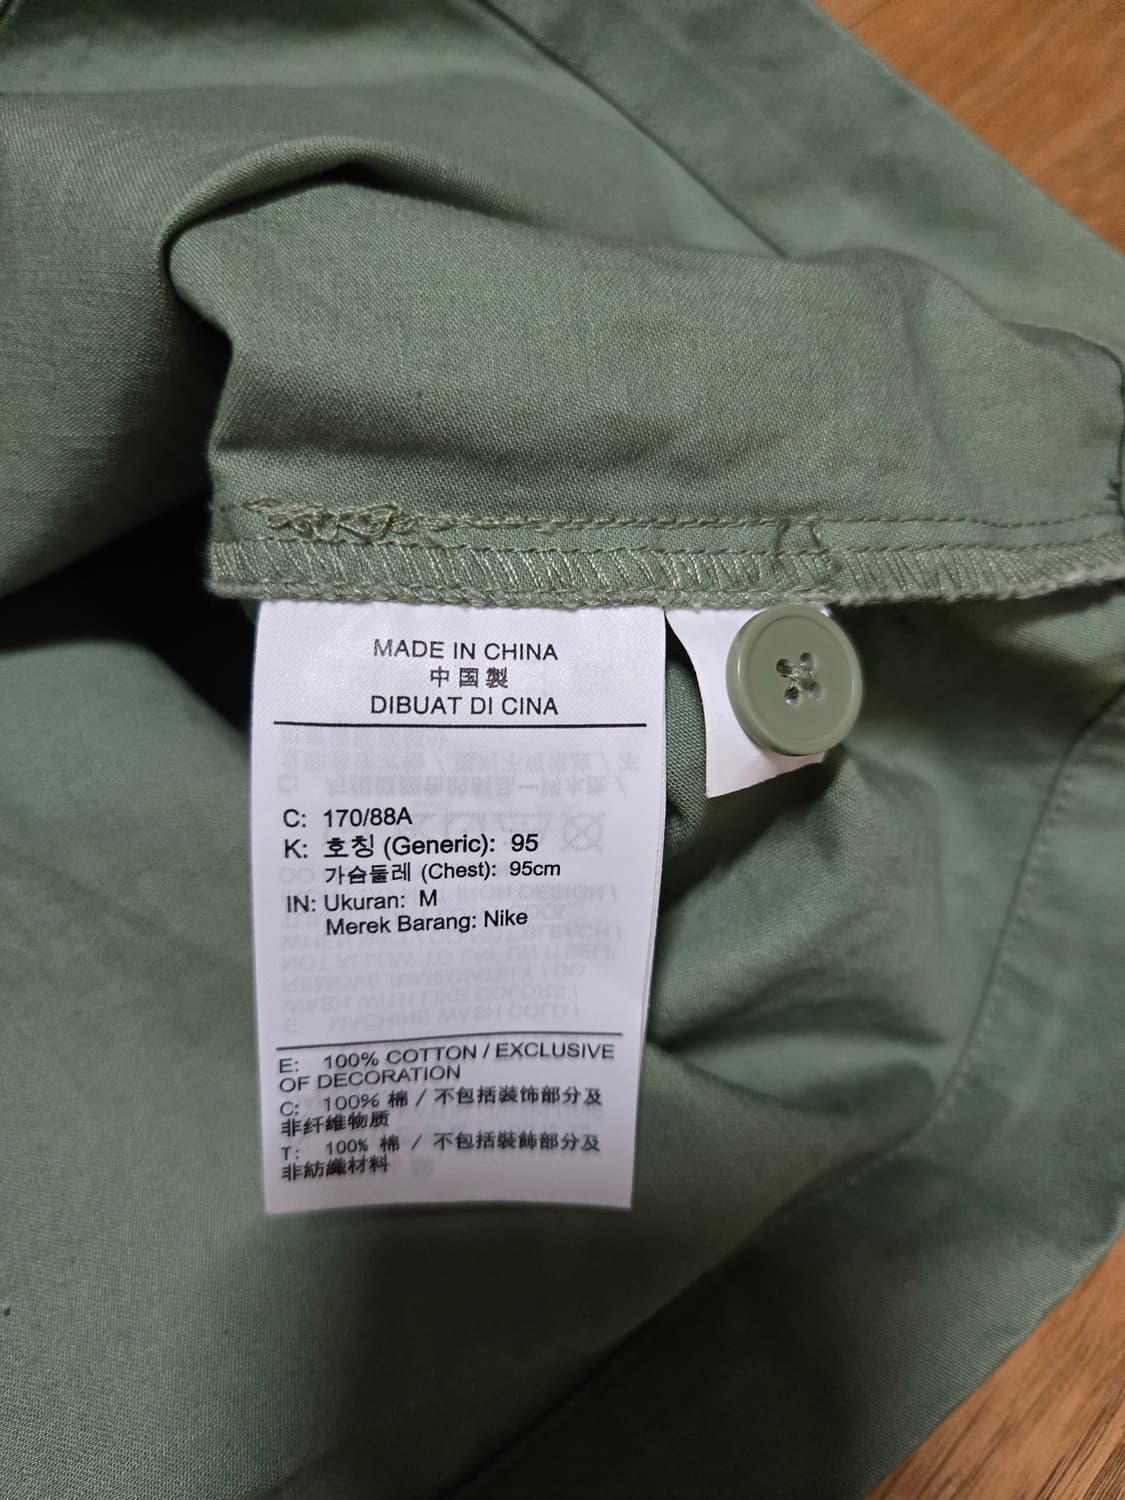 MADE IN CHINA
中国製
DIBUAT DI CINA
C: 170/88A
K: 호칭 (Generic): 95
가슴둘레 (Chest): 95cm
IN: Ukuran: M
Merek Barang: Nike
E: 100% COTTON / EXCLUSIVE
OF DECORATION
C: 100% 棉 / 不包括装饰部分及
非纤维物质
T: 100% 棉 / 不包括裝飾部分及
非紡織材料